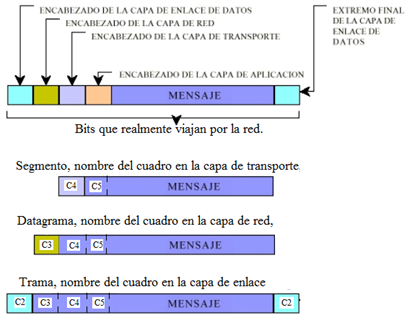 ENCABEZADO DE LA CAPA DE ENLACE DE DATOS
ENCABEZADO DE LA CAPA DE RED
ENCABEZADO DE LA CAPA DE TRANSPORTE
ENCABEZADO DE LA CAPA DE APLICACION
EXTREMO FINAL
DE LA CAPA DE
ENLACE DE
DATOS
MENSAJE
Bits que realmente viajan por la red.
Segmento, nombre del cuadro en la capa de transporte
C4 C5 MENSAJE
Datagrama, nombre del cuadro en la capa de red,
C3 C4 C5 MENSAJE
Trama, nombre del cuadro en la capa de enlace
C2 C3 C4 C5 MENSAJE C2